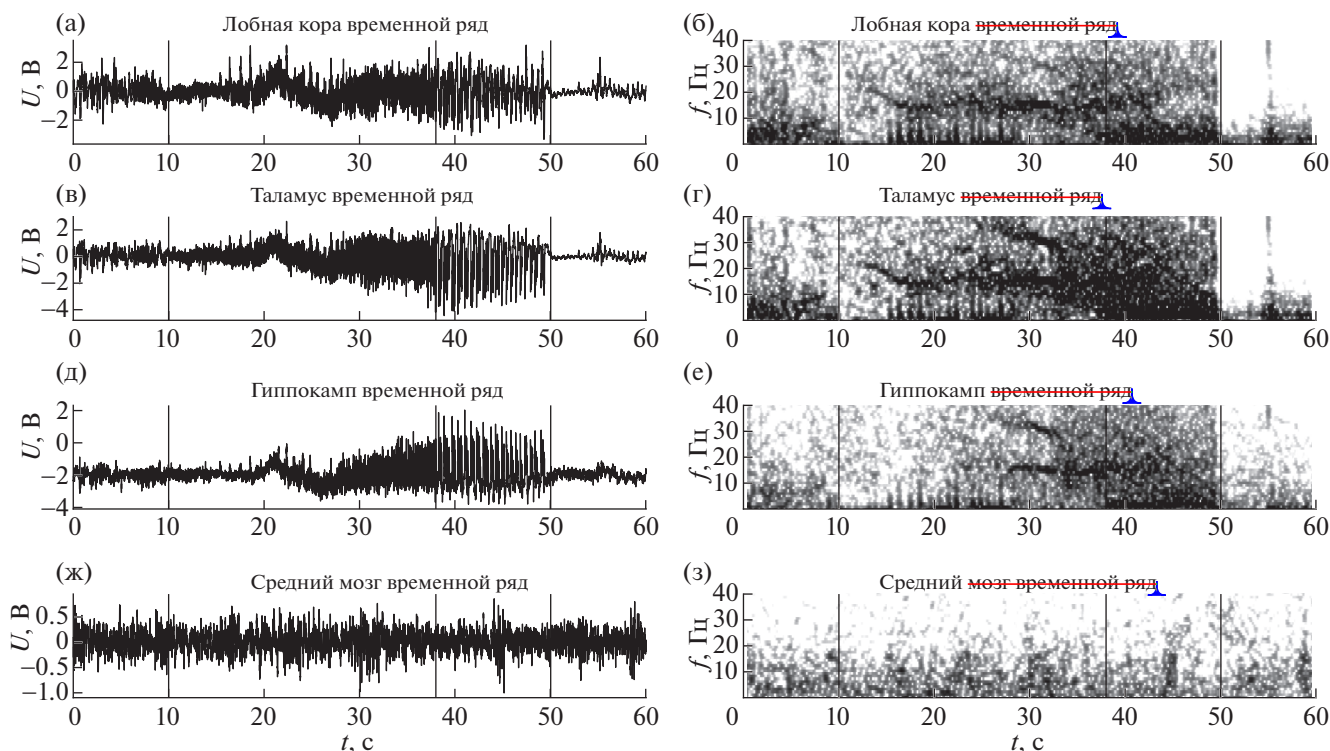 (а) Лобная кора временной ряд
U, В
2
0
−2
0 10 20 30 40 50 60
(б) Лобная кора временной ряд
f, Гц
40
30
20
10
0 10 20 30 40 50 60
(в) Таламус временной ряд
U, В
2
0
−2
−4
0 10 20 30 40 50 60
(г) Таламус временной ряд
f, Гц
40
30
20
10
0 10 20 30 40 50 60
(д) Гиппокамп временной ряд
U, В
2
0
−2
−4
0 10 20 30 40 50 60
(е) Гиппокамп временной ряд
f, Гц
40
30
20
10
0 10 20 30 40 50 60
(ж) Средний мозг временной ряд
U, В
0.5
0
−0.5
−1.0
0 10 20 30 40 50 60
t, с
(з) Средний мозг временной ряд
f, Гц
40
30
20
10
0 10 20 30 40 50 60
t, с